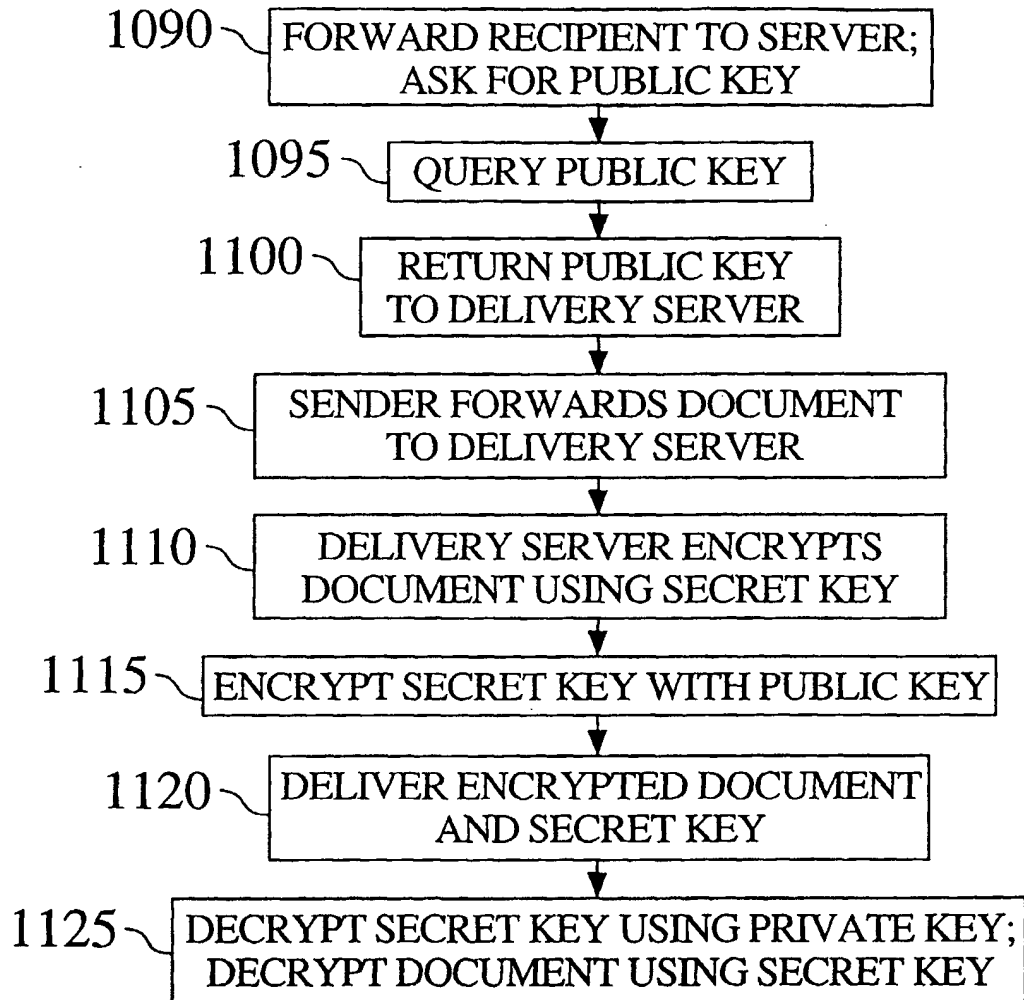 1090
FORWARD RECIPIENT TO SERVER;
ASK FOR PUBLIC KEY
1095
QUERY PUBLIC KEY
1100
RETURN PUBLIC KEY
TO DELIVERY SERVER
1105
SENDER FORWARDS DOCUMENT
TO DELIVERY SERVER
1110
DELIVERY SERVER ENCRYPTS
DOCUMENT USING SECRET KEY
1115
ENCRYPT SECRET KEY WITH PUBLIC KEY
1120
DELIVER ENCRYPTED DOCUMENT
AND SECRET KEY
1125
DECRYPT SECRET KEY USING PRIVATE KEY;
DECRYPT DOCUMENT USING SECRET KEY